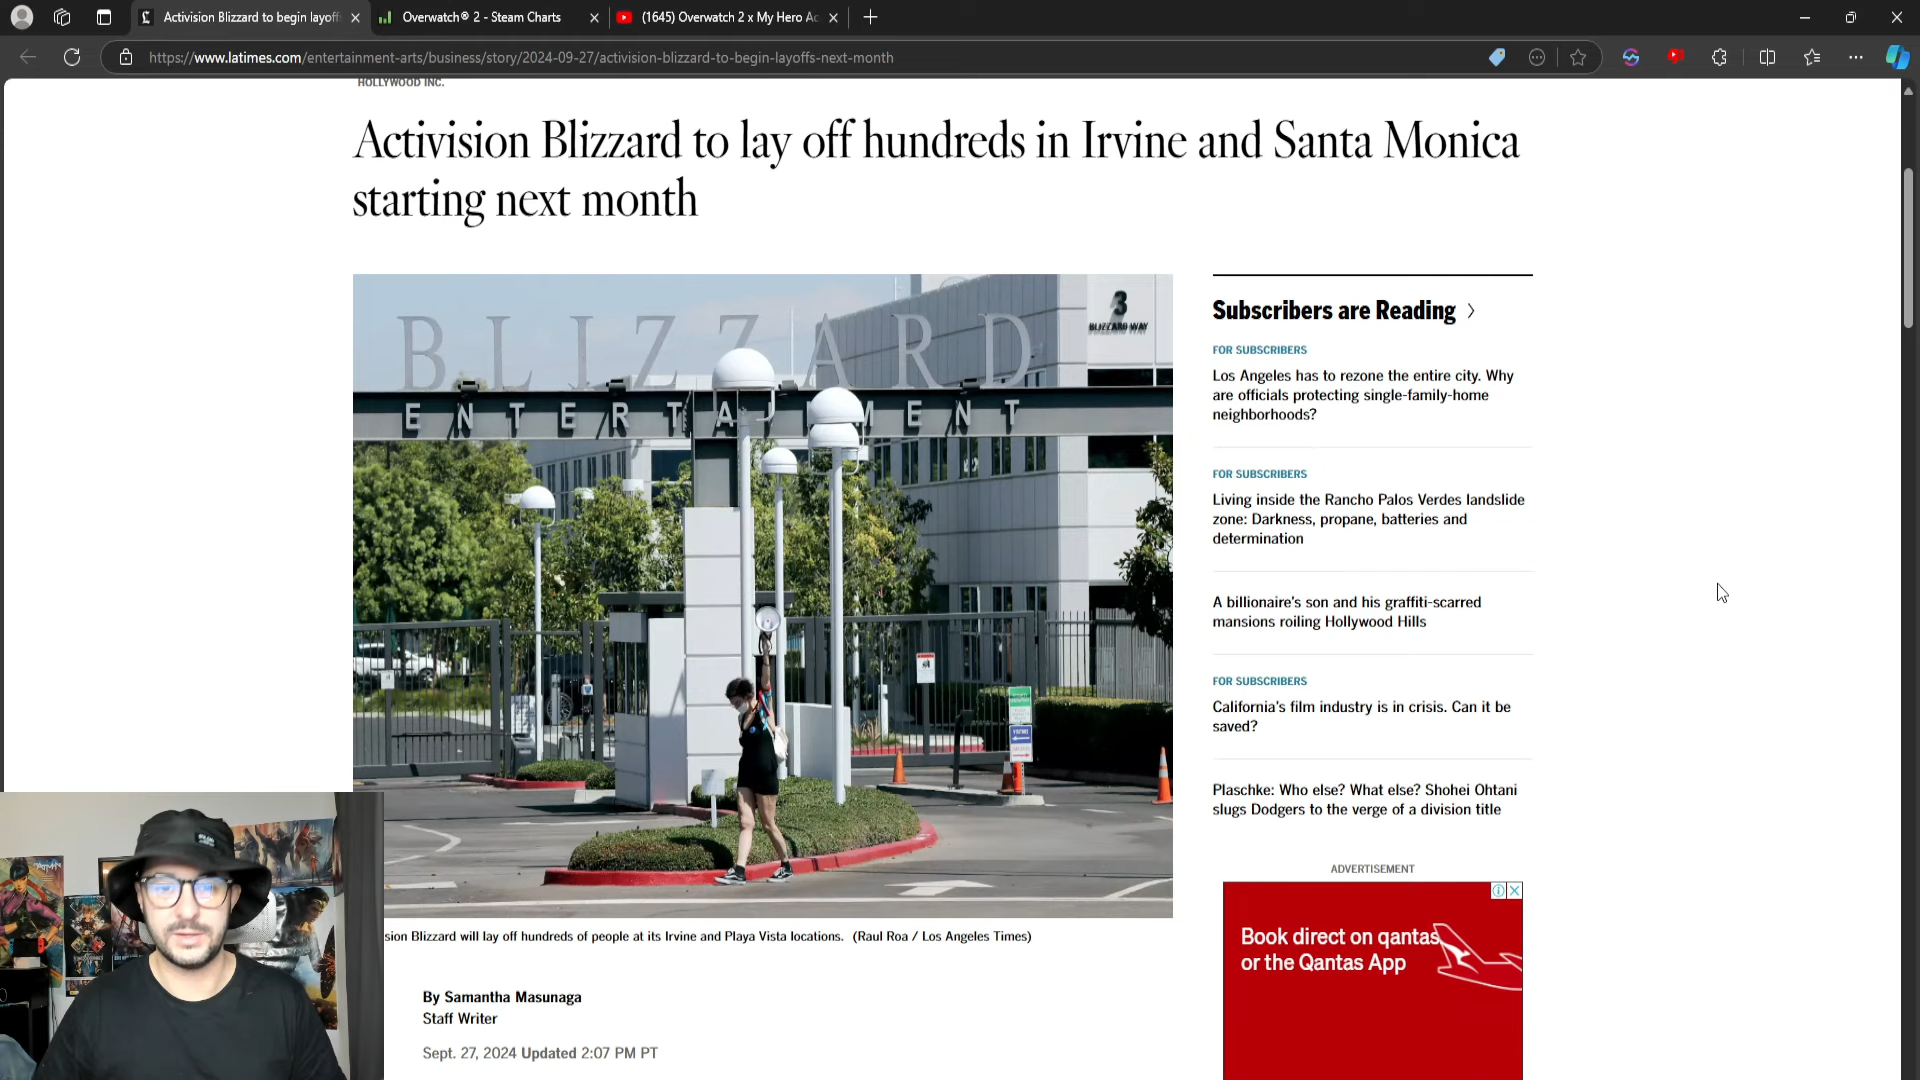 Activision Blizzard to begin layoff
Overwatch® 2 - Steam Charts
(1645) Overwatch 2 x My Hero Ac
https://www.latimes.com/entertainment-arts/business/story/2024-09-27/activision-blizzard-to-begin-layoffs-next-month
HOLLYWOOD INC.
Activision Blizzard to lay off hundreds in Irvine and Santa Monica
starting next month
BLIZZARD
ENTERTAINMENT
3
BLIZZARD WAY
sion Blizzard will lay off hundreds of people at its Irvine and Playa Vista locations. (Raul Roa / Los Angeles Times)
By Samantha Masunaga
Staff Writer
Sept. 27, 2024 Updated 2:07 PM PT
Subscribers are Reading
FOR SUBSCRIBERS
Los Angeles has to rezone the entire city. Why
are officials protecting single-family-home
neighborhoods?
FOR SUBSCRIBERS
Living inside the Rancho Palos Verdes landslide
zone: Darkness, propane, batteries and
determination
A billionaire's son and his graffiti-scarred
mansions roiling Hollywood Hills
FOR SUBSCRIBERS
California's film industry is in crisis. Can it be
saved?
Plaschke: Who else? What else? Shohei Ohtani
slugs Dodgers to the verge of a division title
ADVERTISEMENT
Book direct on qantas
or the Qantas App